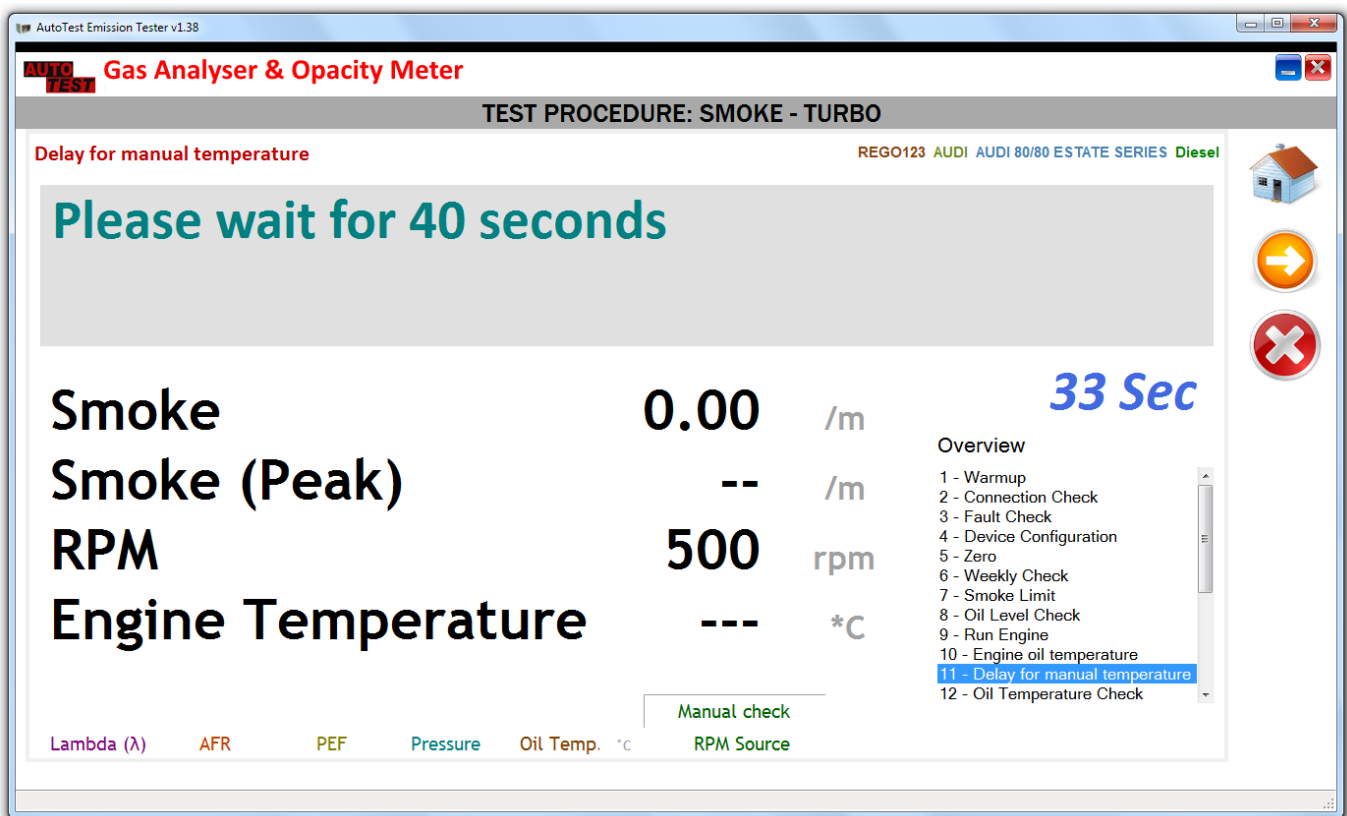 AutoTest Emission Tester v1.38
AUTO TEST Gas Analyser & Opacity Meter
TEST PROCEDURE: SMOKE - TURBO
Delay for manual temperature
REGO123 AUDI AUDI 80/80 ESTATE SERIES Diesel
Please wait for 40 seconds
33 Sec
Smoke 0.00 /m
Smoke (Peak) -- /m
RPM 500 rpm
Engine Temperature --- *C
Overview
1 - Warmup
2 - Connection Check
3 - Fault Check
4 - Device Configuration
5 - Zero
6 - Weekly Check
7 - Smoke Limit
8 - Oil Level Check
9 - Run Engine
10 - Engine oil temperature
11 - Delay for manual temperature
12 - Oil Temperature Check
Manual check
Lambda (λ) AFR PEF Pressure Oil Temp. °c RPM Source